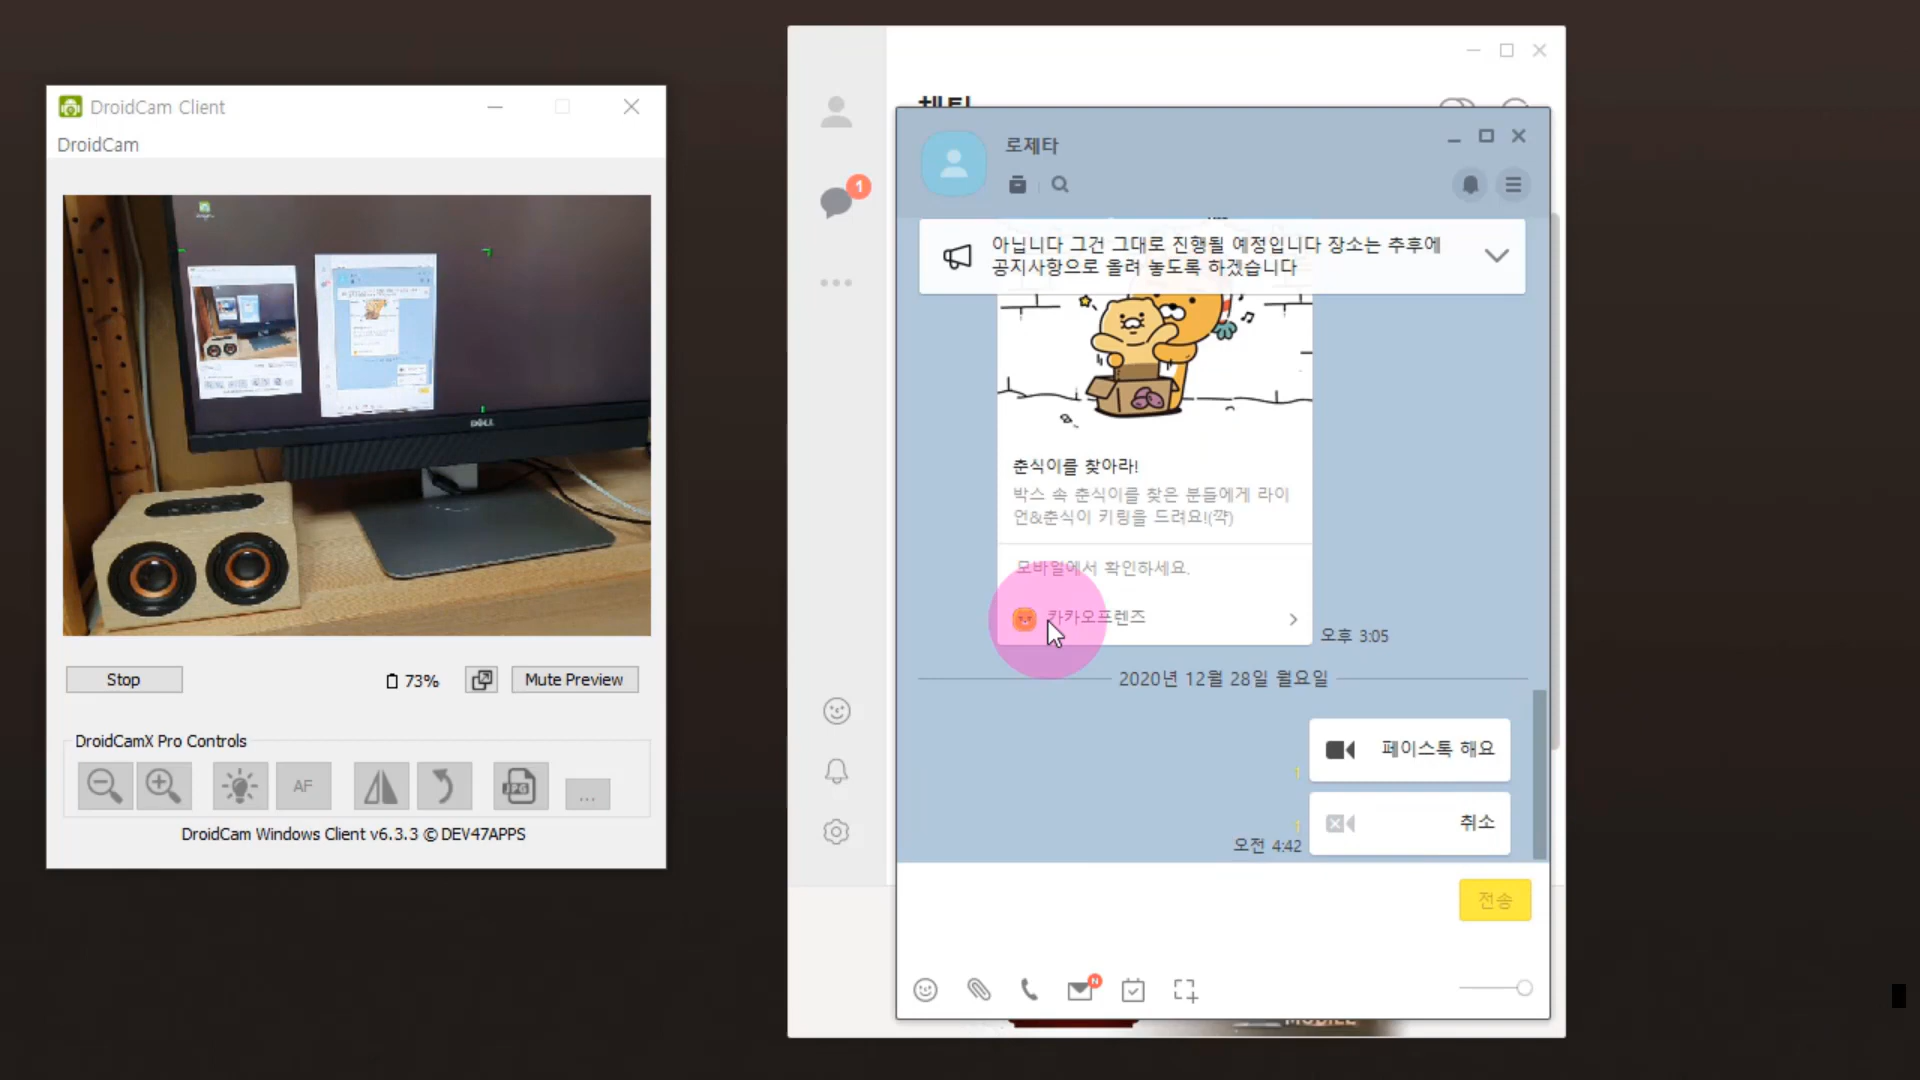 DroidCam Client
DroidCam
DELL
Stop
73%
Mute Preview
DroidCamX Pro Controls
AF
JPG
...
DroidCam Windows Client v6.3.3 © DEV47APPS
1
로제타
아닙니다 그건 그대로 진행될 예정입니다 장소는 추후에
공지사항으로 올려 놓도록 하겠습니다
춘식이를 찾아라!
박스 속 춘식이를 찾은 분들에게 라이
언&춘식이 키링을 드려요!(꺅)
모바일에서 확인하세요.
카카오프렌즈
오후 3:05
2020년 12월 28일 월요일
페이스톡 해요
1
취소
1
오전 4:42
전송
N